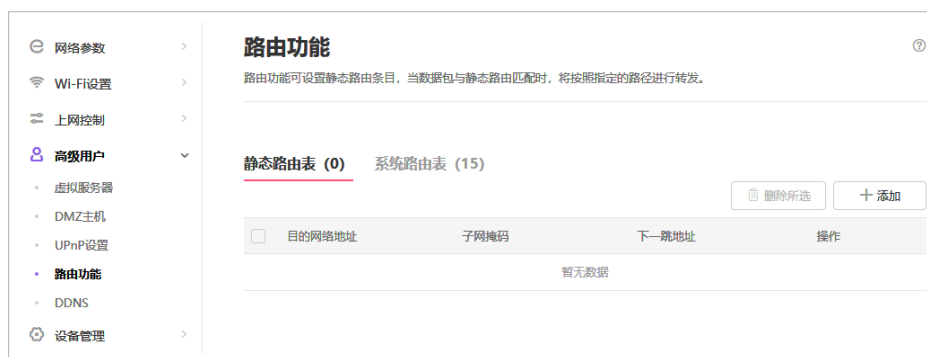 网络参数
Wi-Fi设置
上网控制
高级用户
虚拟服务器
DMZ主机
UPnP设置
路由功能
DDNS
设备管理
路由功能
路由功能可设置静态路由条目，当数据包与静态路由匹配时，将按照指定的路径进行转发。
静态路由表（0） 系统路由表（15）
删除所选 添加
目的网络地址 子网掩码 下一跳地址 操作
暂无数据